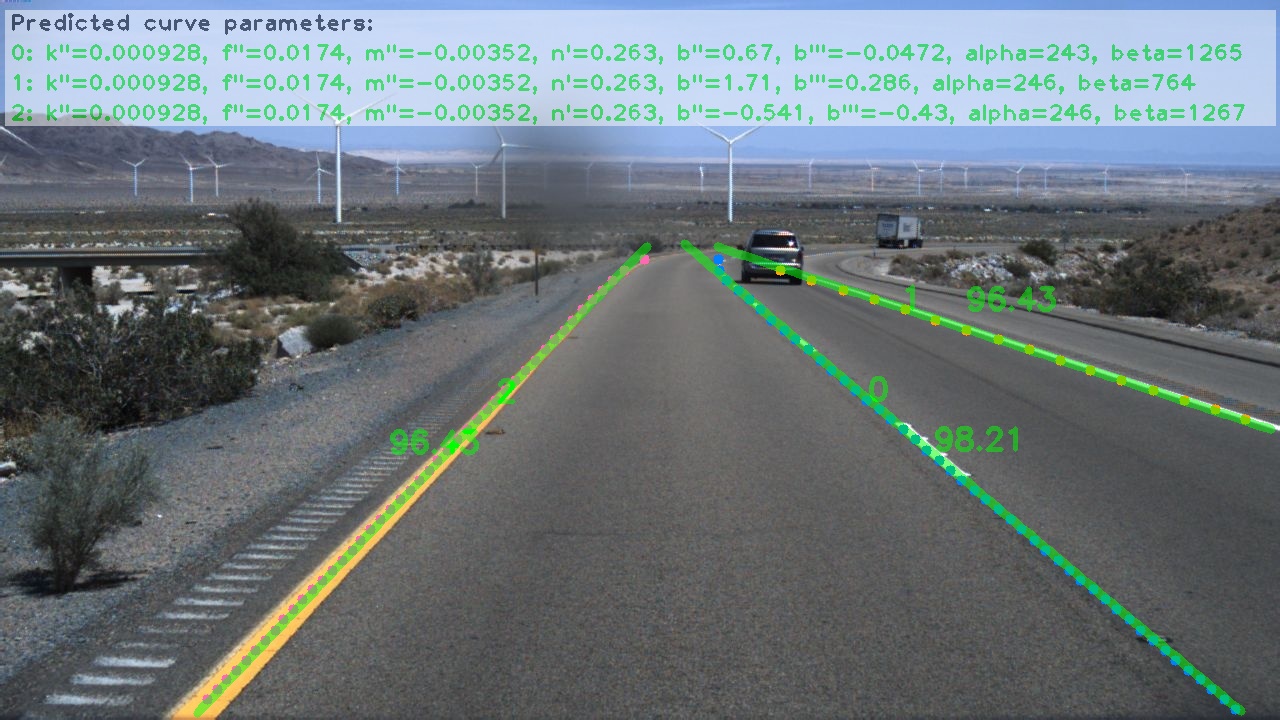 Predicted curve parameters:
0: k"=0.000928, f"=0.0174, m"=-0.00352, n'=0.263, b"=0.67, b'''=-0.0472, alpha=243, beta=1265
1: k"=0.000928, f"=0.0174, m"=-0.00352, n'=0.263, b"=1.71, b'''=0.286, alpha=246, beta=764
2: k"=0.000928, f"=0.0174, m"=-0.00352, n'=0.263, b"=-0.541, b'''=-0.43, alpha=246, beta=1267
1 96.43
2
0
98.21